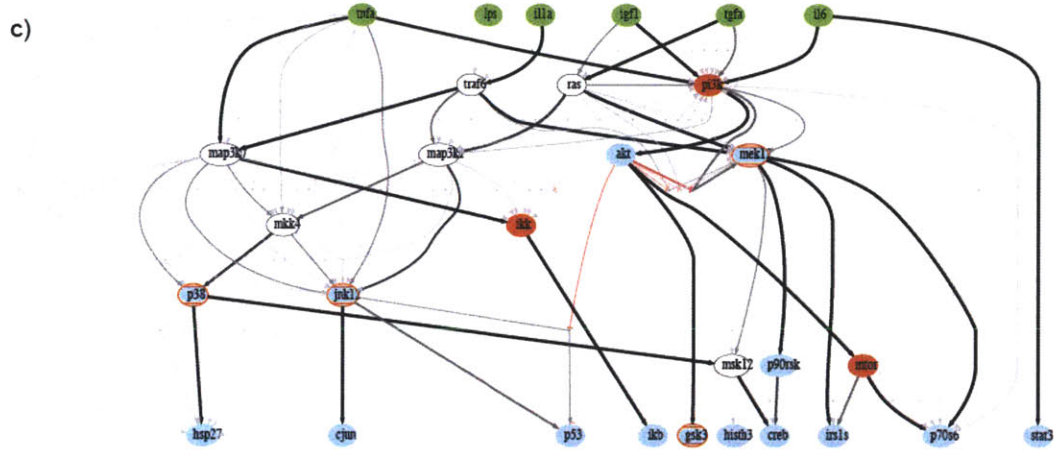 c)
tnfa lps il1a igf1 tgfa il6
traf6 ras pi3k
map3k7 map3k1 akt mek12
mkk4 ikk
p38 jnk12
msk12 p90rsk mtor
hsp27 cjun p53 ikb gsk3 histh3 creb irs1s p70s6 stat3